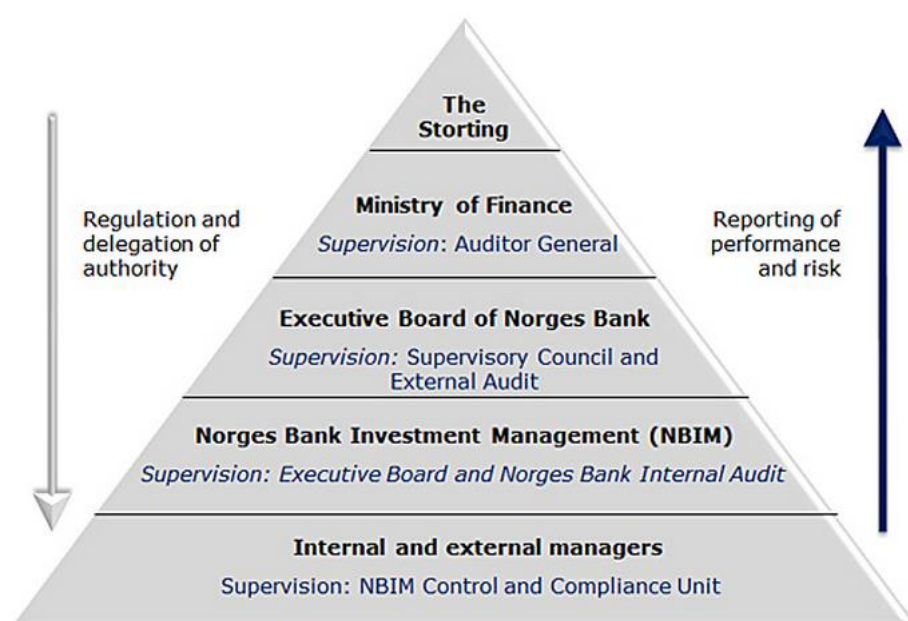 The
Storting
Ministry of Finance
Supervision: Auditor General
Regulation and
delegation of
authority
Reporting of
performance
and risk
Executive Board of Norges Bank
Supervision: Supervisory Council and
External Audit
Norges Bank Investment Management (NBIM)
Supervision: Executive Board and Norges Bank Internal Audit
Internal and external managers
Supervision: NBIM Control and Compliance Unit